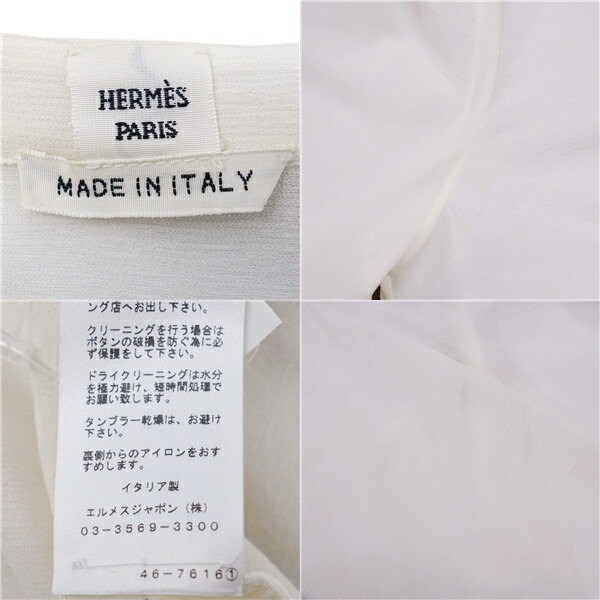 HERMÈS
PARIS
MADE IN ITALY
ング店へお出し下さい。
クリーニングを行う場合は
ボタンの破損を防ぐ為に必
ず保護をして下さい。
ドライクリーニングは水分
を極力避け、短時間処理で
お願い致します。
タンブラー乾燥は、お避け
下さい。
裏側からのアイロンをおす
すめします。
イタリア製
エルメスジャポン(株)
03-3569-3300
46-7616①